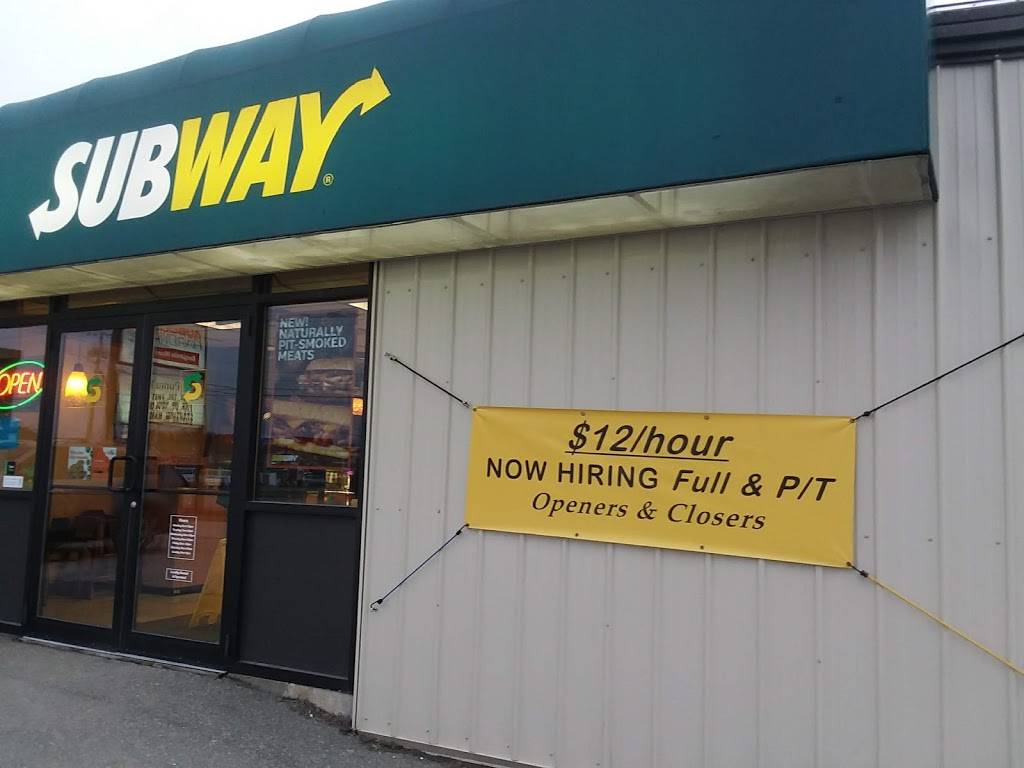 SUBWAY®
NEW!
NATURALLY
PIT-SMOKED
MEATS
OPEN
$12/hour
NOW HIRING Full & P/T
Openers & Closers